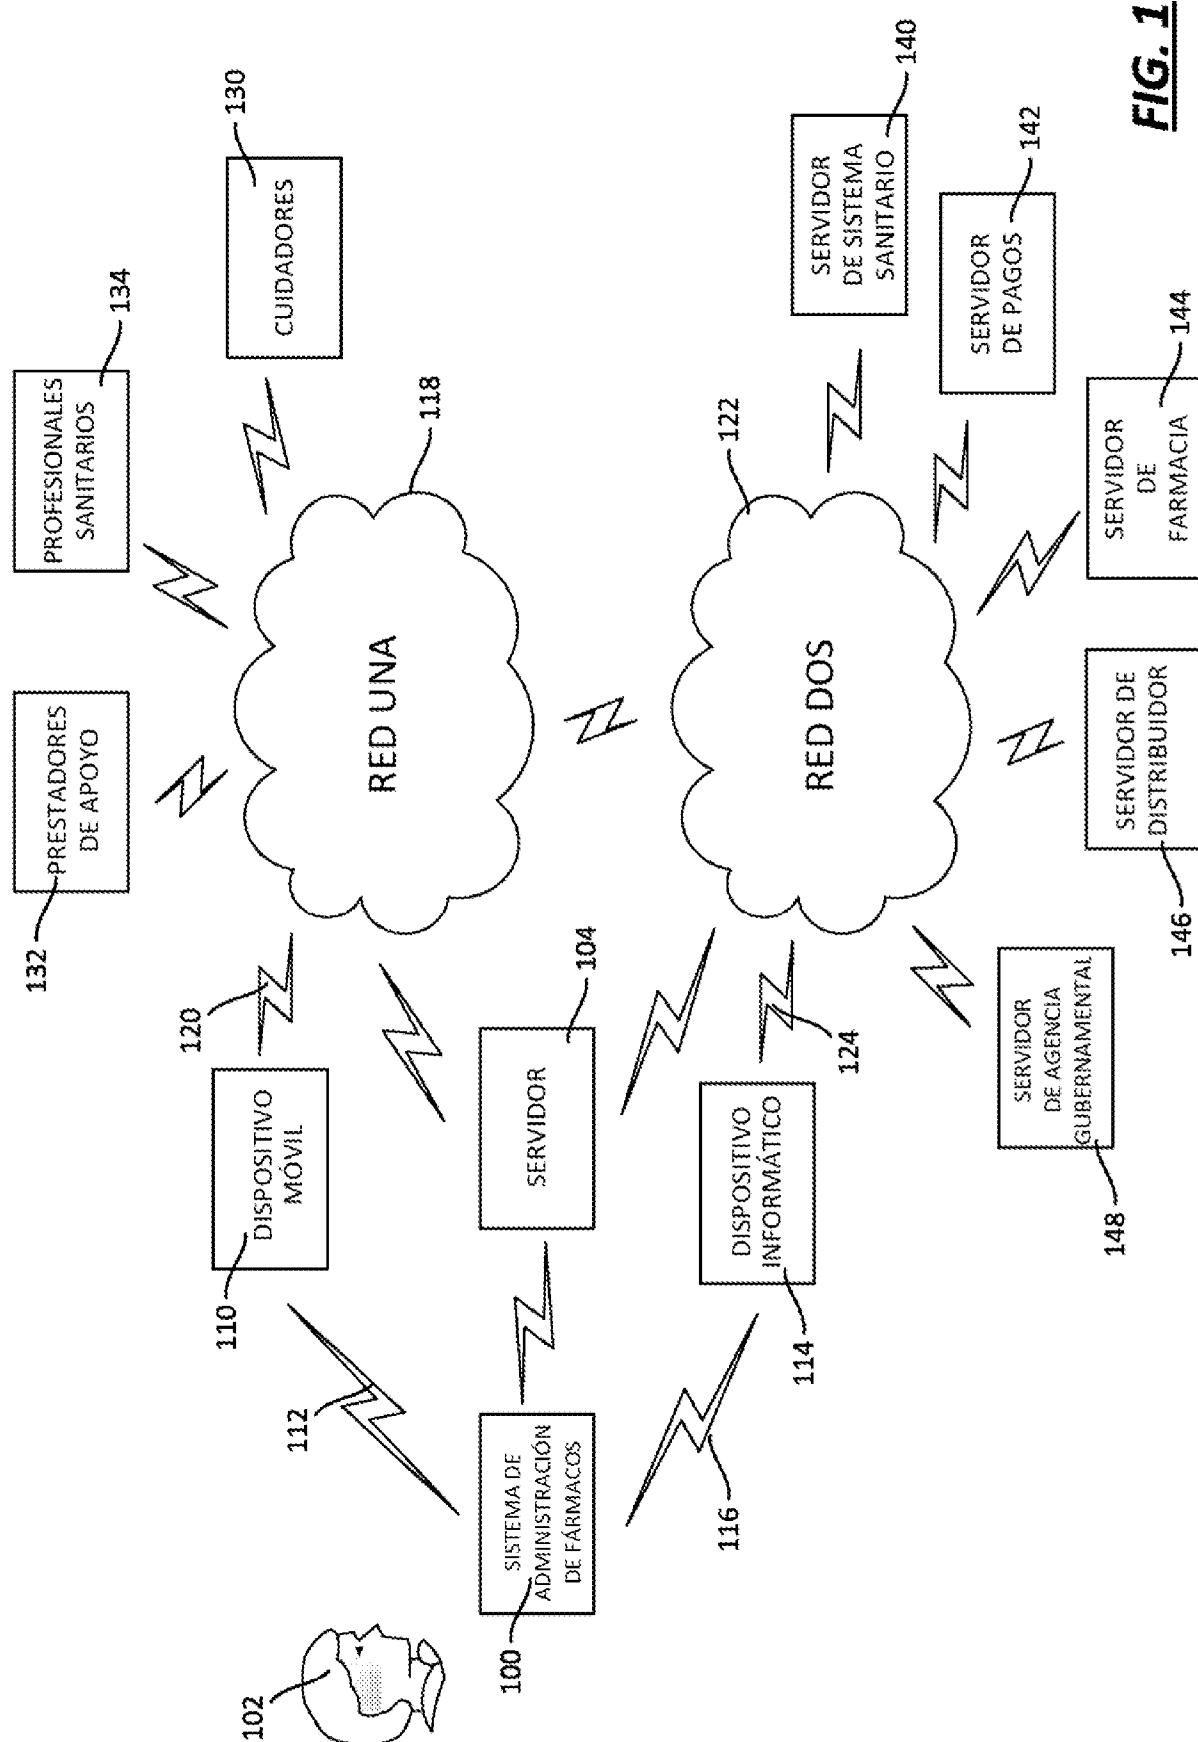 102
100
SISTEMA DE
ADMINISTRACIÓN
DE FÁRMACOS
112
116
110
DISPOSITIVO
MÓVIL
120
SERVIDOR
104
114
DISPOSITIVO
INFORMÁTICO
124
132
PRESTADORES
DE APOYO
PROFESIONALES
SANITARIOS
134
CUIDADORES
130
RED UNA
118
RED DOS
122
SERVIDOR
DE SISTEMA
SANITARIO
140
SERVIDOR
DE PAGOS
142
SERVIDOR
DE
FARMACIA
144
SERVIDOR DE
DISTRIBUIDOR
146
SERVIDOR
DE AGENCIA
GUBERNAMENTAL
148
FIG. 1